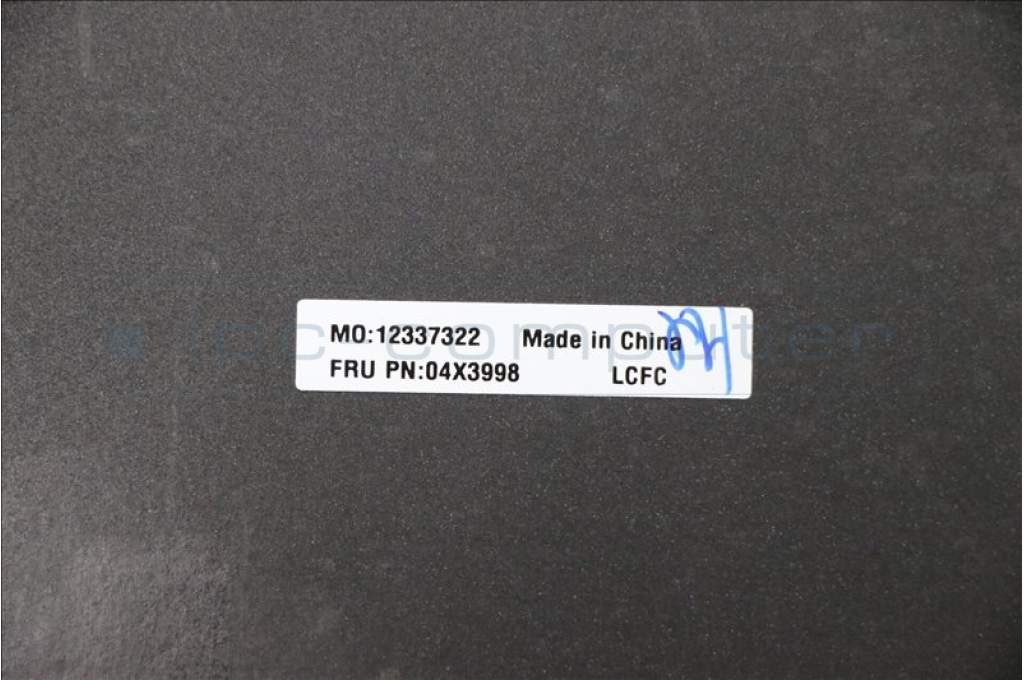 MO:12337322 Made in China
FRU PN:04X3998 LCFC